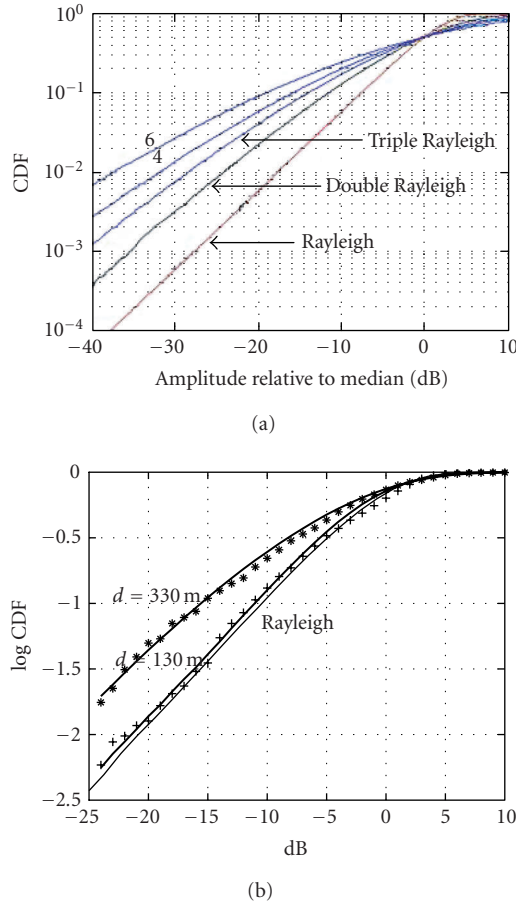 10⁰
10⁻¹
10⁻²
10⁻³
10⁻⁴
CDF
6
4
Triple Rayleigh
Double Rayleigh
Rayleigh
−40 −30 −20 −10 0 10
Amplitude relative to median (dB)
(a)
0
−0.5
−1
−1.5
−2
−2.5
log CDF
d = 330 m
Rayleigh
d = 130 m
−25 −20 −15 −10 −5 0 5 10
dB
(b)